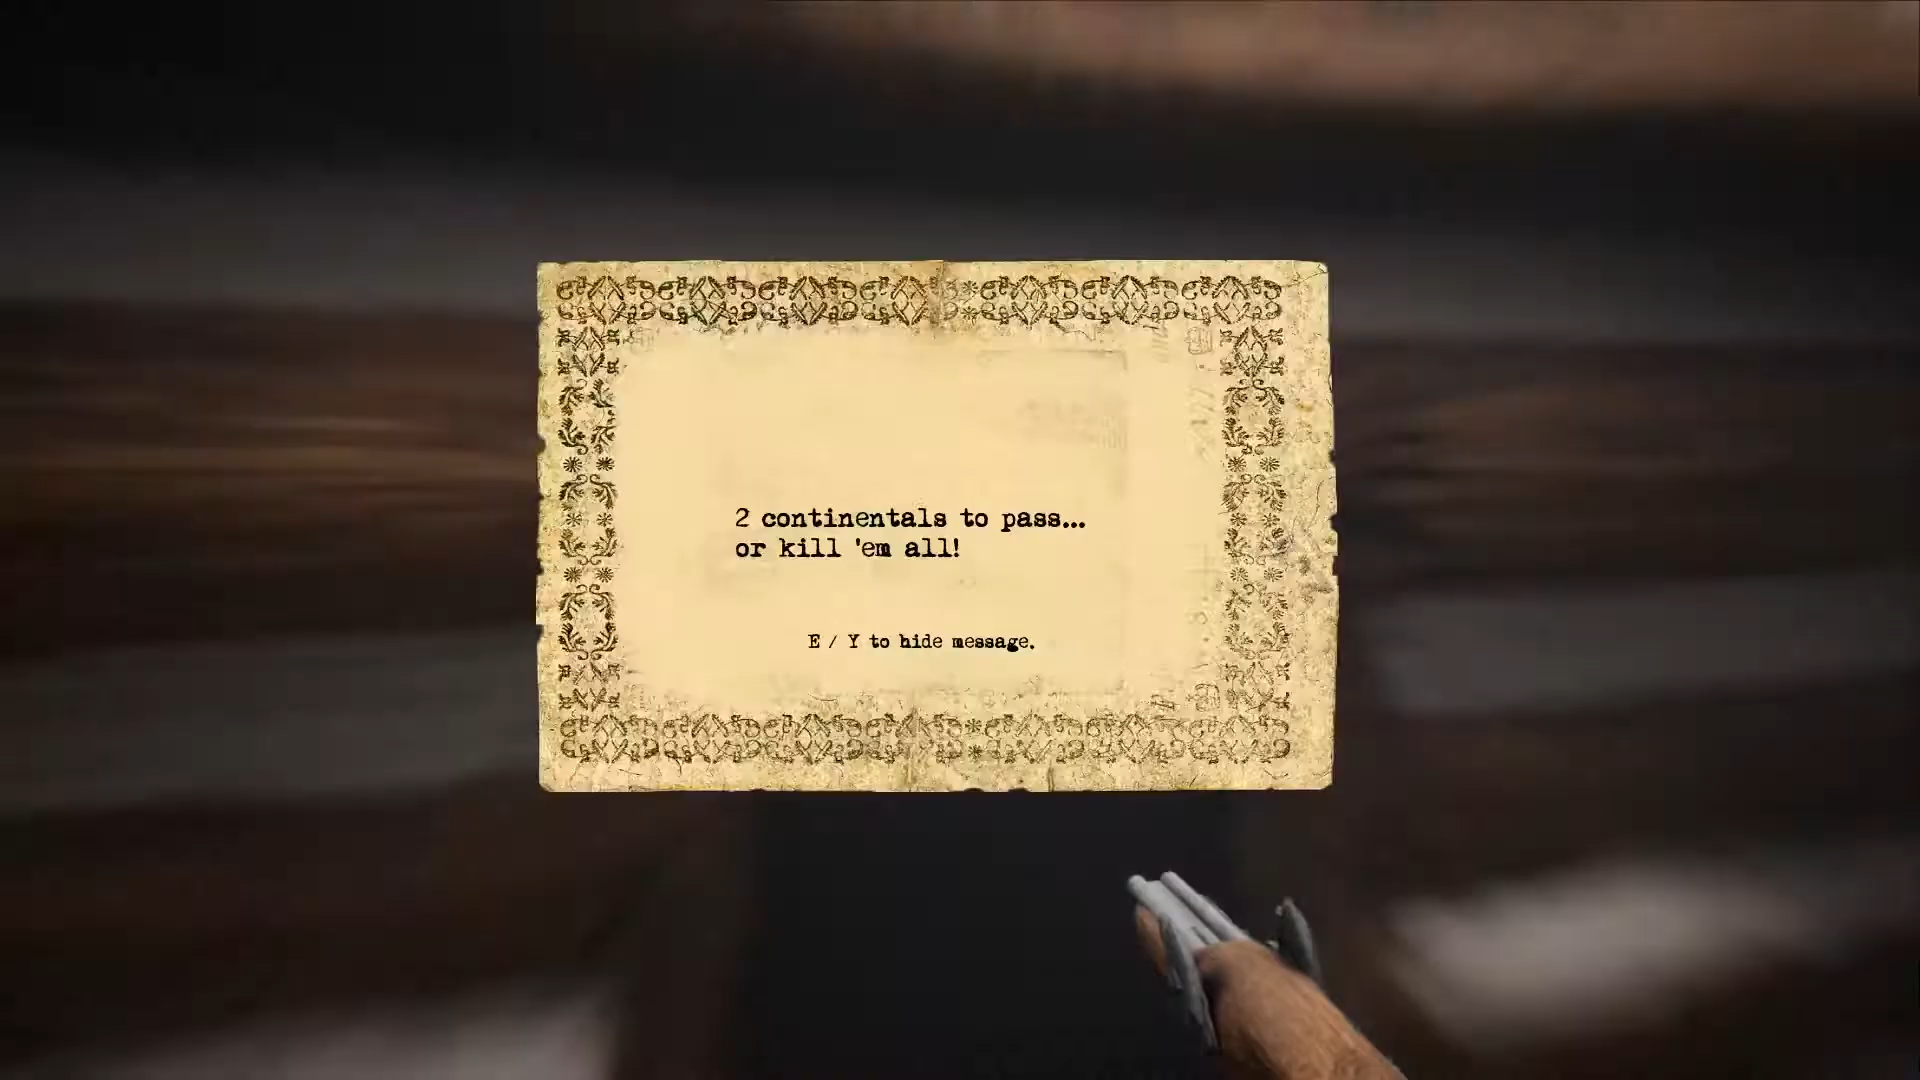 2 continentals to pass...
or kill 'em all!
E / Y to hide message.